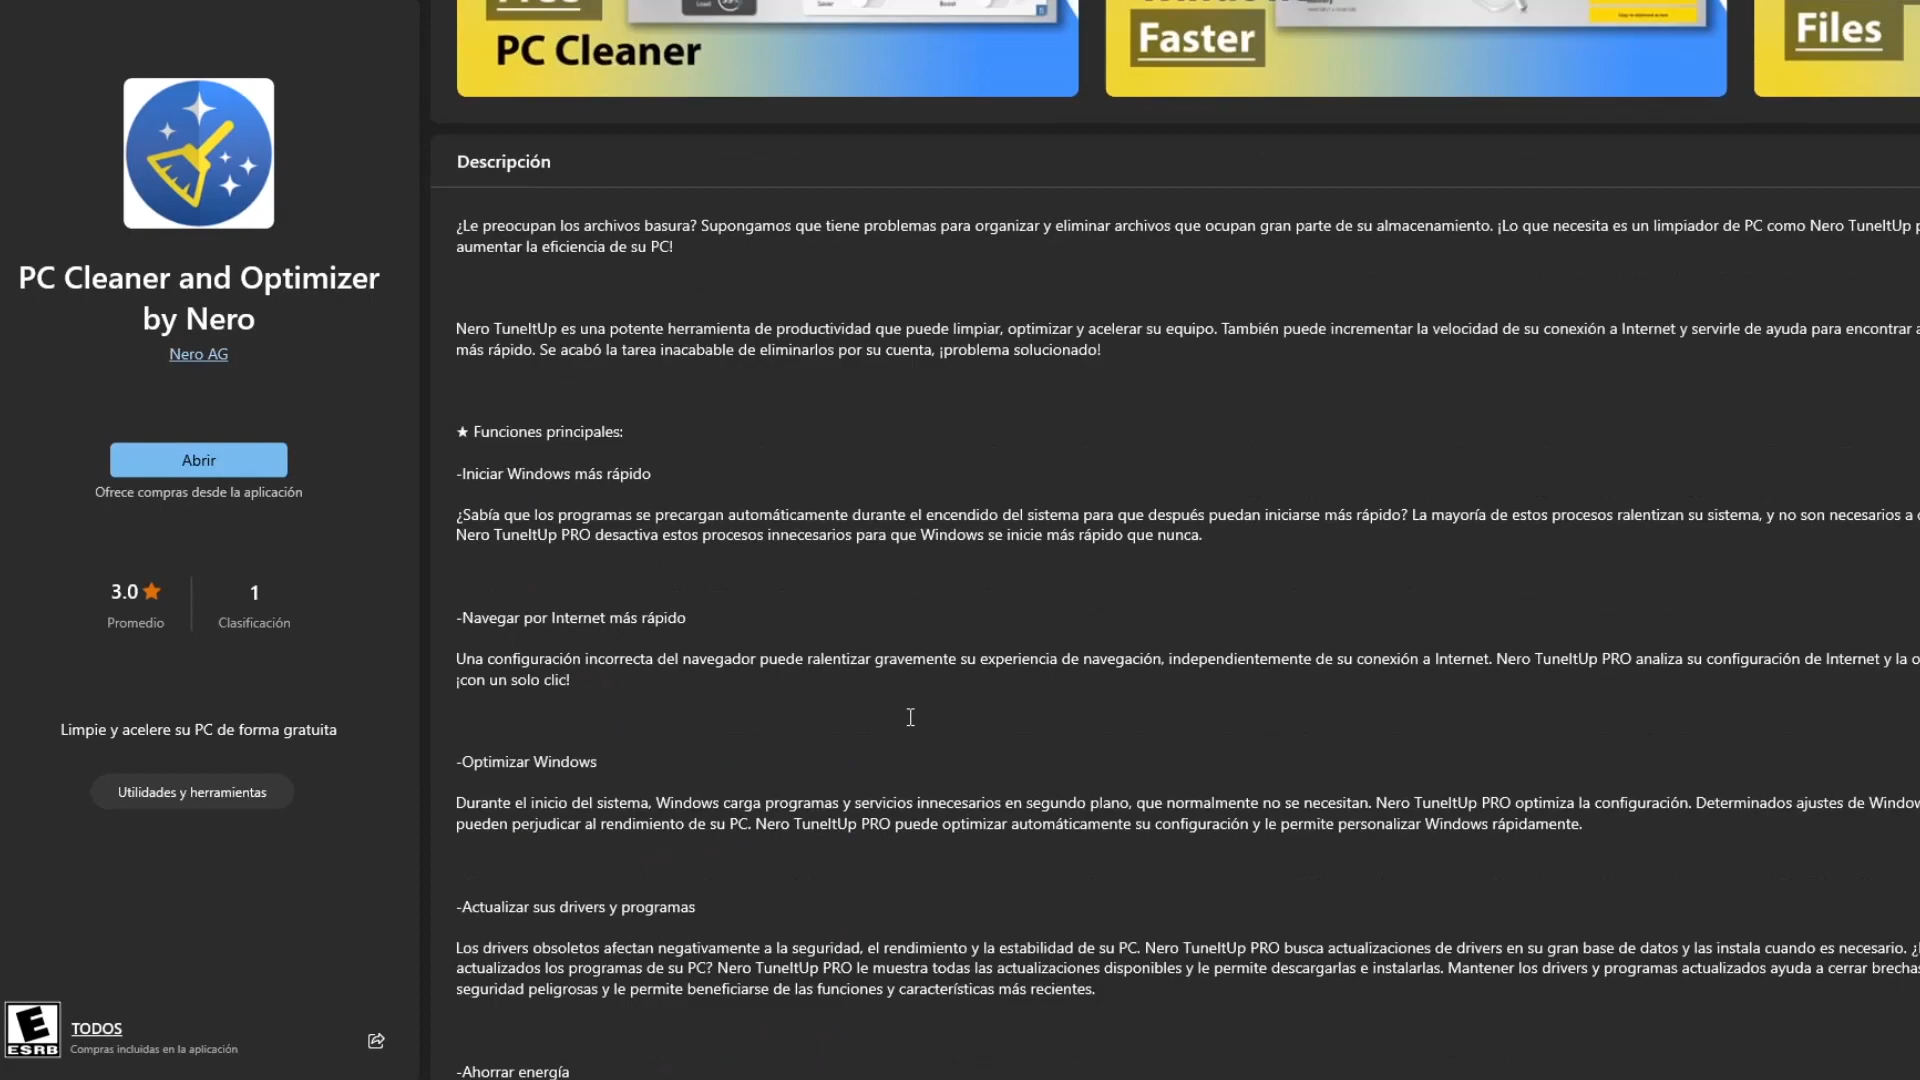 PC Cleaner
Faster
Files
PC Cleaner and Optimizer
by Nero
Nero AG
Abrir
Ofrece compras desde la aplicación
3.0
1
Promedio
Clasificación
Limpie y acelere su PC de forma gratuita
Utilidades y herramientas
E
ESRB
TODOS
Compras incluidas en la aplicación
Descripción
¿Le preocupan los archivos basura? Supongamos que tiene problemas para organizar y eliminar archivos que ocupan gran parte de su almacenamiento. ¡Lo que necesita es un limpiador de PC como Nero TuneItUp
aumentar la eficiencia de su PC!
Nero TuneItUp es una potente herramienta de productividad que puede limpiar, optimizar y acelerar su equipo. También puede incrementar la velocidad de su conexión a Internet y servirle de ayuda para encontrar
más rápido. Se acabó la tarea inacabable de eliminarlos por su cuenta, ¡problema solucionado!
★ Funciones principales:
-Iniciar Windows más rápido
¿Sabía que los programas se precargan automáticamente durante el encendido del sistema para que después puedan iniciarse más rápido? La mayoría de estos procesos ralentizan su sistema, y no son necesarios a
Nero TuneItUp PRO desactiva estos procesos innecesarios para que Windows se inicie más rápido que nunca.
-Navegar por Internet más rápido
Una configuración incorrecta del navegador puede ralentizar gravemente su experiencia de navegación, independientemente de su conexión a Internet. Nero TuneItUp PRO analiza su configuración de Internet y la
¡con un solo clic!
-Optimizar Windows
Durante el inicio del sistema, Windows carga programas y servicios innecesarios en segundo plano, que normalmente no se necesitan. Nero TuneItUp PRO optimiza la configuración. Determinados ajustes de
pueden perjudicar al rendimiento de su PC. Nero TuneItUp PRO puede optimizar automáticamente su configuración y le permite personalizar Windows rápidamente.
-Actualizar sus drivers y programas
Los drivers obsoletos afectan negativamente a la seguridad, el rendimiento y la estabilidad de su PC. Nero TuneItUp PRO busca actualizaciones de drivers en su gran base de datos y las instala cuando es necesario.
actualizados los programas de su PC? Nero TuneItUp PRO le muestra todas las actualizaciones disponibles y le permite descargarlas e instalarlas. Mantener los drivers y programas actualizados ayuda a cerrar
seguridad peligrosas y le permite beneficiarse de las funciones y características más recientes.
-Ahorrar energía